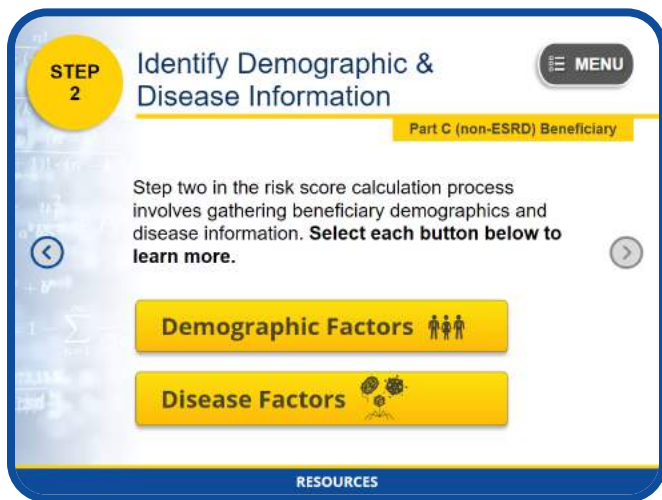 STEP
2
Identify Demographic &
Disease Information
MENU
Part C (non-ESRD) Beneficiary
Step two in the risk score calculation process
involves gathering beneficiary demographics and
disease information. Select each button below to
learn more.
Demographic Factors
Disease Factors
RESOURCES